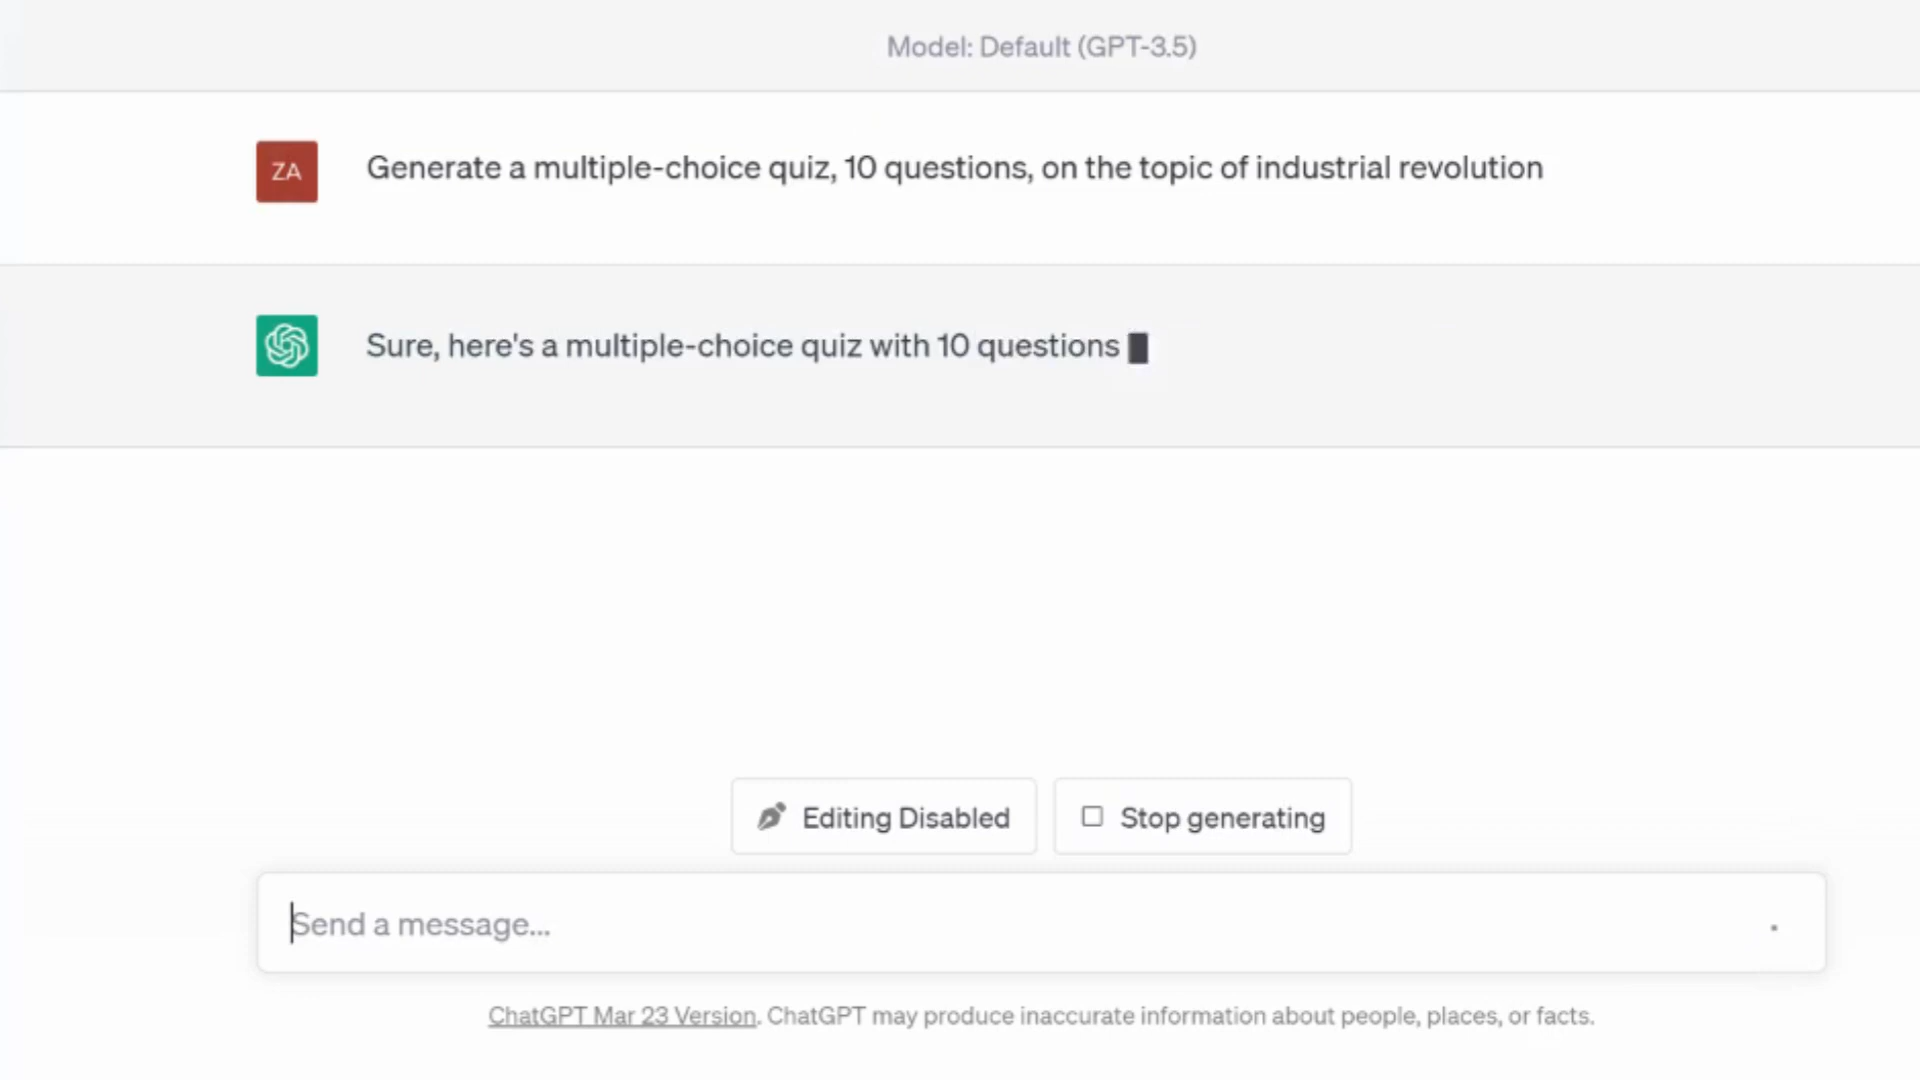 Model: Default (GPT-3.5)
ZA
Generate a multiple-choice quiz, 10 questions, on the topic of industrial revolution
Sure, here's a multiple-choice quiz with 10 questions
Editing Disabled
Stop generating
Send a message...
ChatGPT Mar 23 Version. ChatGPT may produce inaccurate information about people, places, or facts.